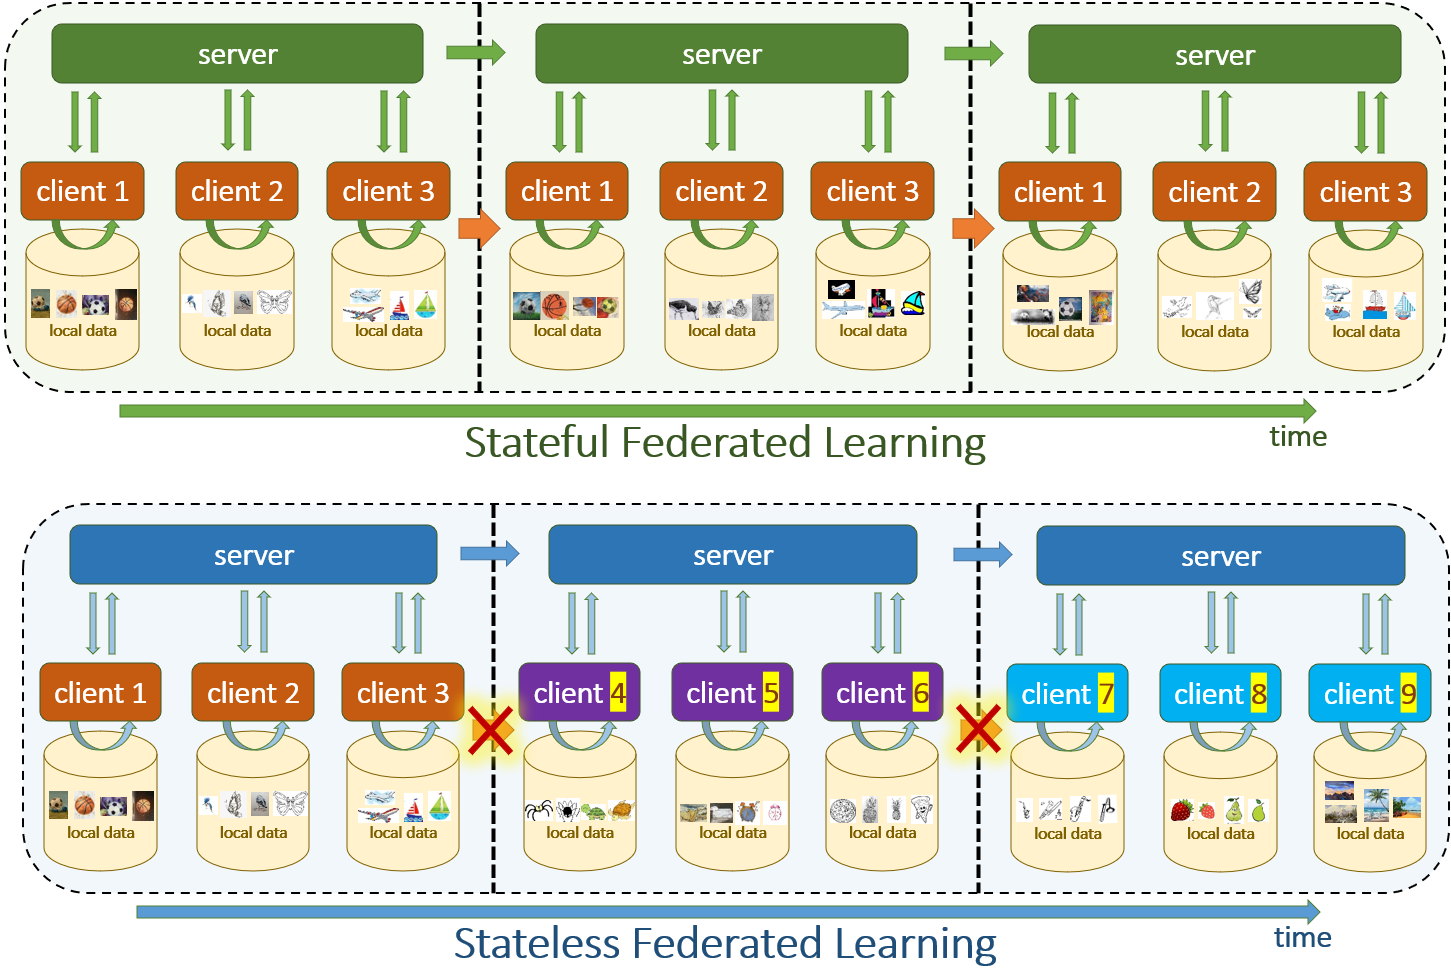 server server server
client 1 client 2 client 3 client 1 client 2 client 3 client 1 client 2 client 3
local data local data local data local data local data local data local data local data local data
time
Stateful Federated Learning
server server server
client 1 client 2 client 3 client 4 client 5 client 6 client 7 client 8 client 9
local data local data local data local data local data local data local data local data local data
time
Stateless Federated Learning